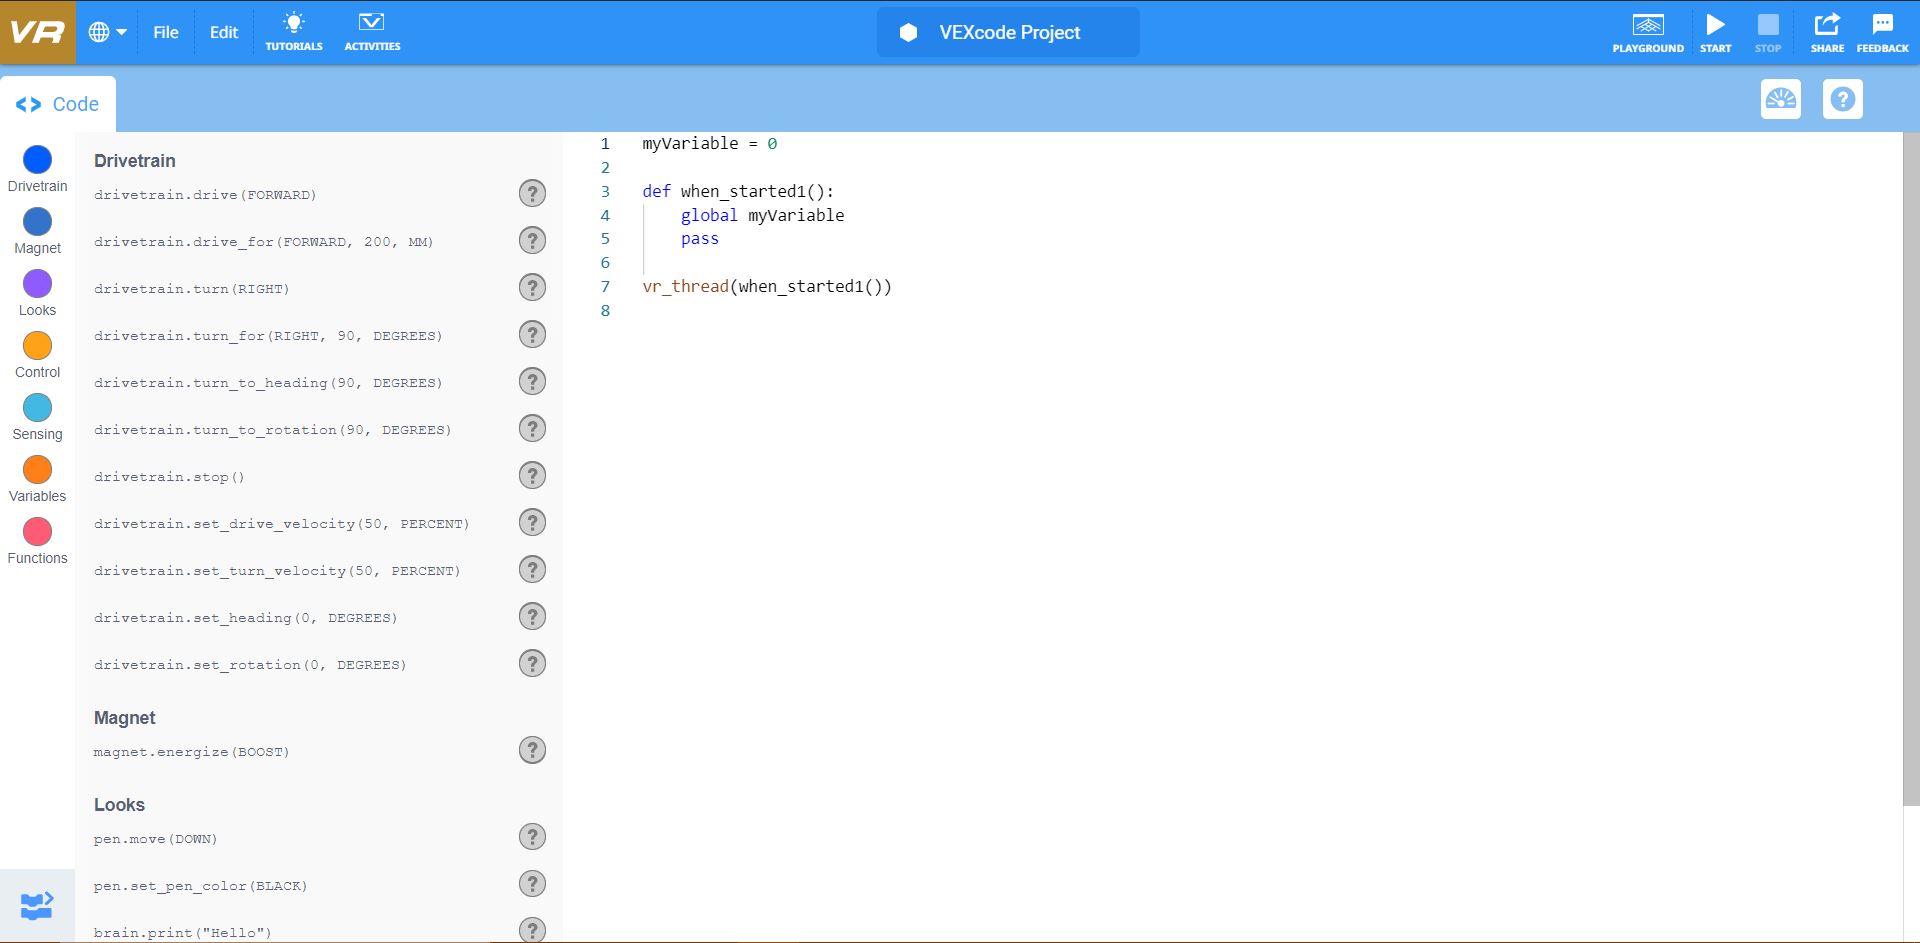 VR
File
Edit
TUTORIALS
ACTIVITIES
VEXcode Project
PLAYGROUND
START
STOP
SHARE
FEEDBACK
<> Code
?
Drivetrain
Magnet
Looks
Control
Sensing
Variables
Functions
Drivetrain
drivetrain.drive(FORWARD) ?
drivetrain.drive_for(FORWARD, 200, MM) ?
drivetrain.turn(RIGHT) ?
drivetrain.turn_for(RIGHT, 90, DEGREES) ?
drivetrain.turn_to_heading(90, DEGREES) ?
drivetrain.turn_to_rotation(90, DEGREES) ?
drivetrain.stop() ?
drivetrain.set_drive_velocity(50, PERCENT) ?
drivetrain.set_turn_velocity(50, PERCENT) ?
drivetrain.set_heading(0, DEGREES) ?
drivetrain.set_rotation(0, DEGREES) ?
Magnet
magnet.energize(BOOST) ?
Looks
pen.move(DOWN) ?
pen.set_pen_color(BLACK) ?
brain.print("Hello") ?
1 myVariable = 0
2
3 def when_started1():
4     global myVariable
5     pass
6
7 vr_thread(when_started1())
8